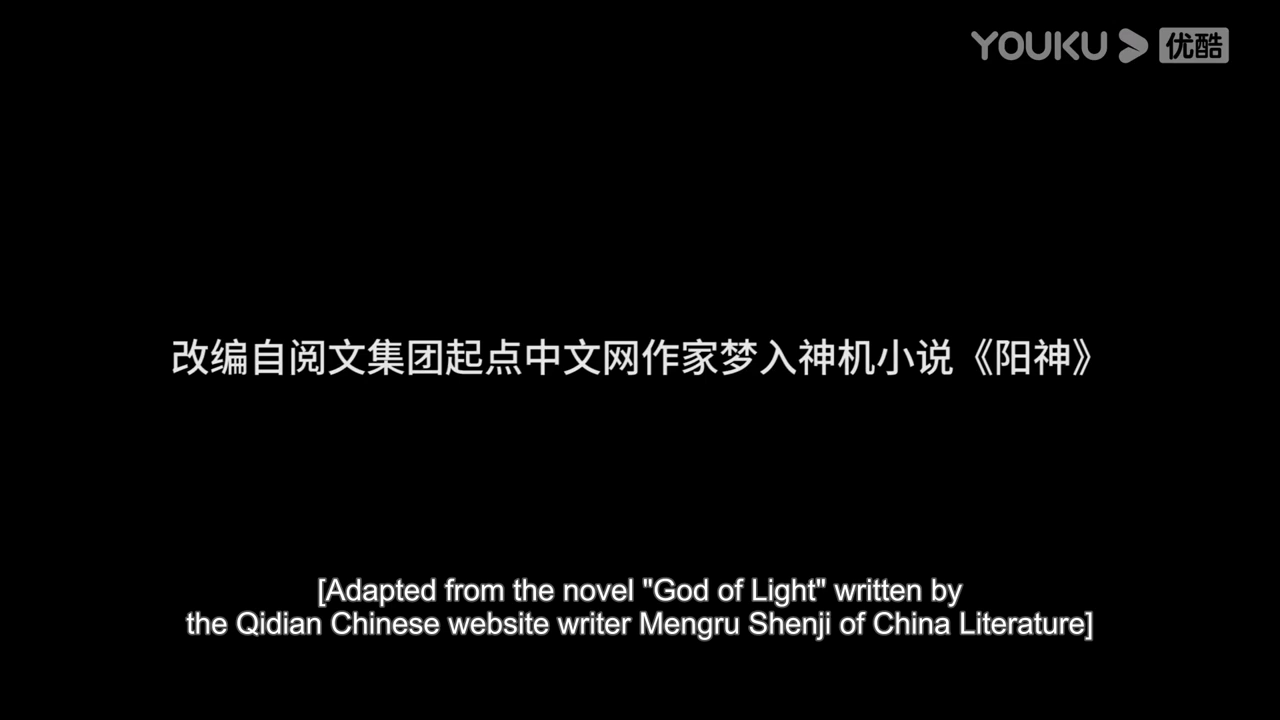 YOUKU 优酷
改编自阅文集团起点中文网作家梦入神机小说《阳神》
[Adapted from the novel "God of Light" written by
the Qidian Chinese website writer Mengru Shenji of China Literature]